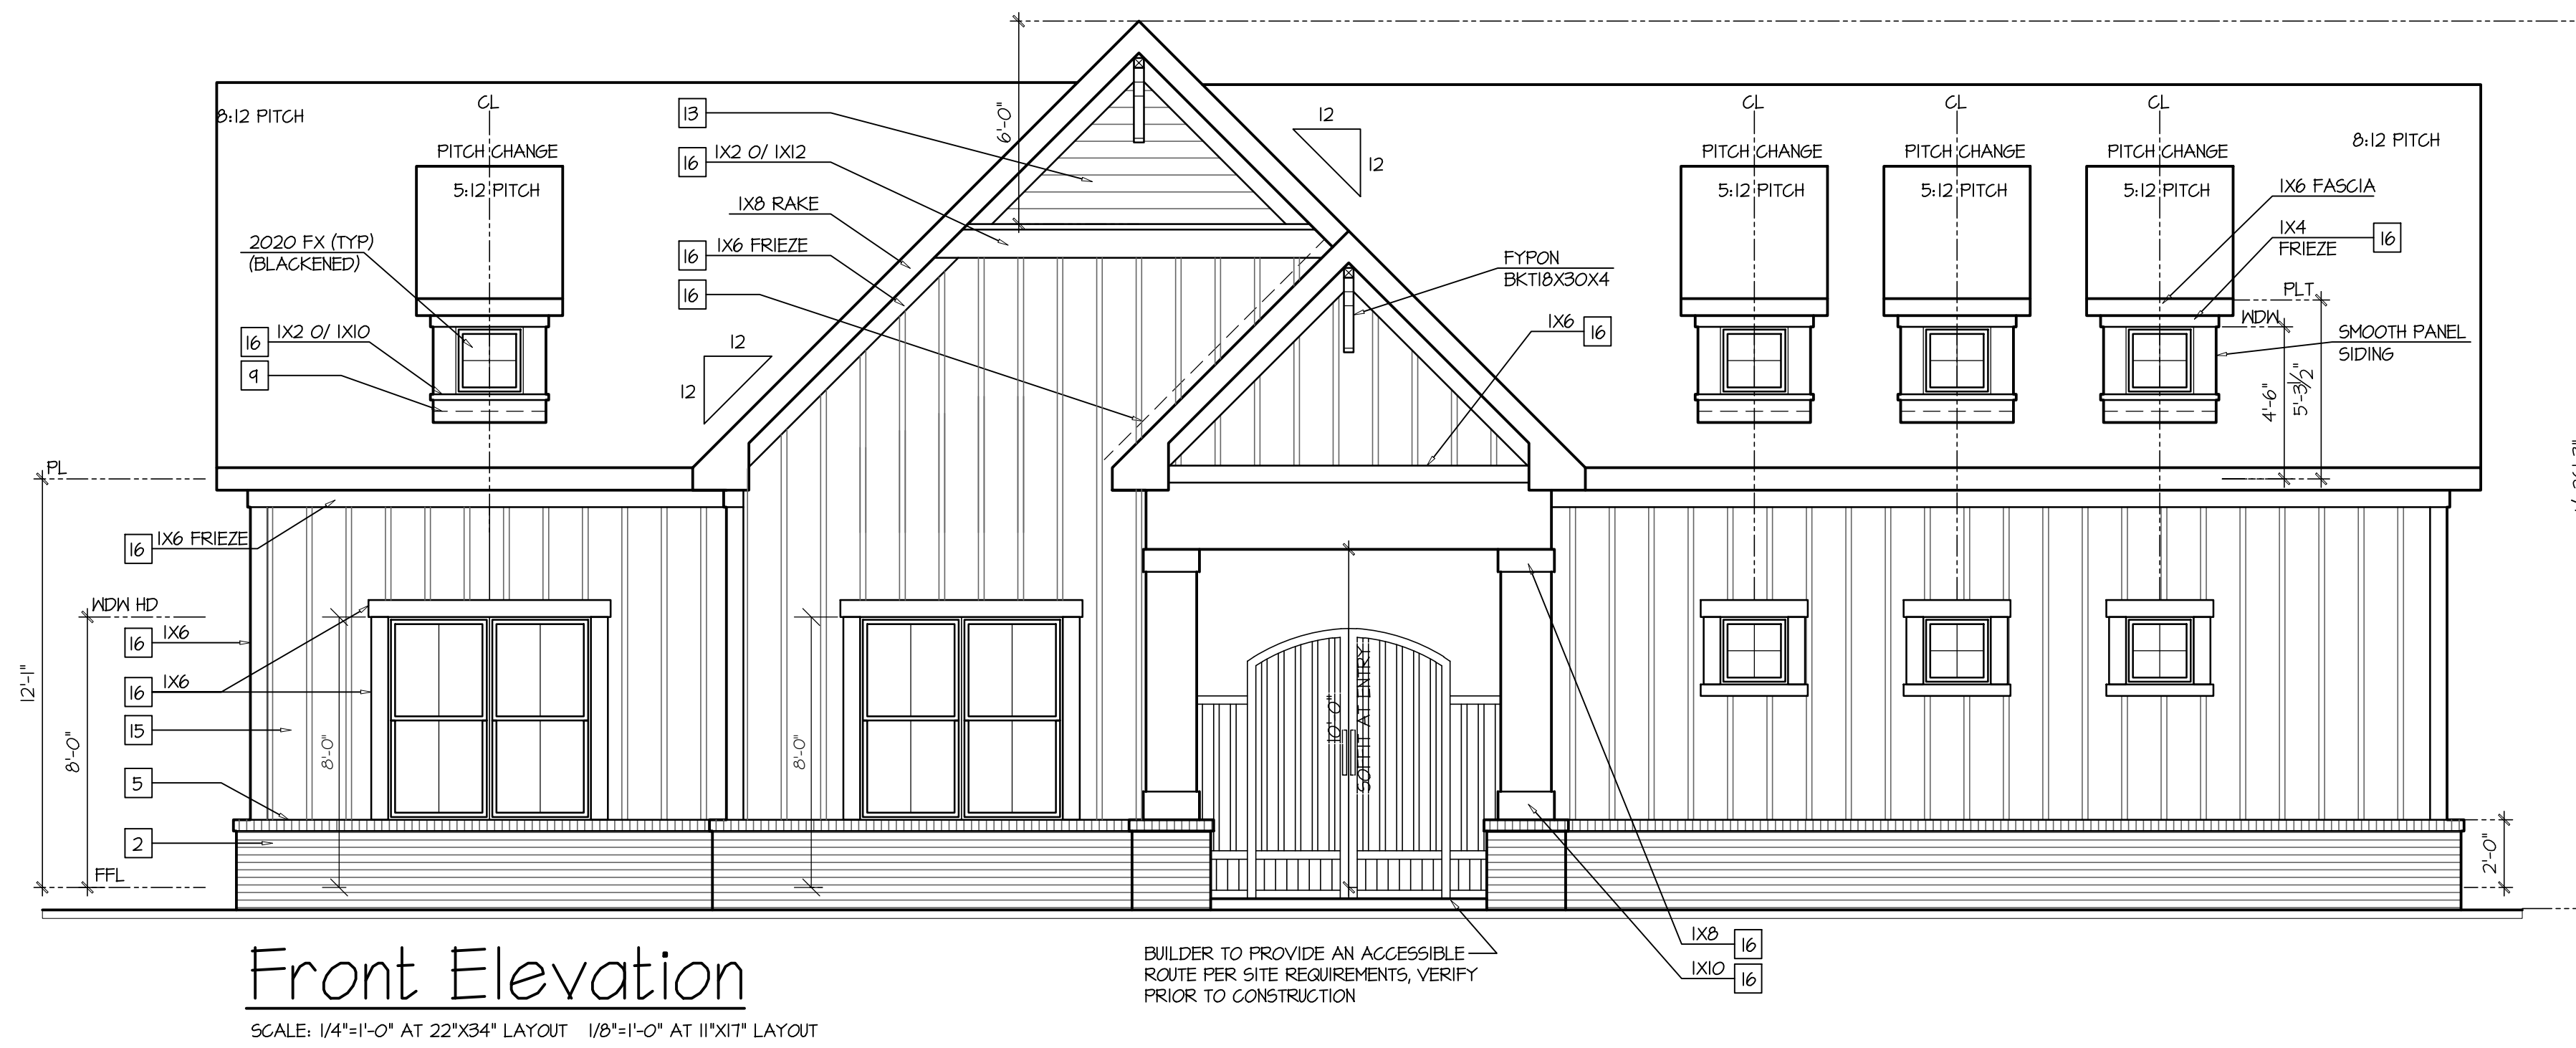 8:12 PITCH
CL
PITCH CHANGE
5:12 PITCH
2020 FX (TYP)
(BLACKENED)
16 1X2 O/ 1X10
9
13
16 1X2 O/ 1X12
1X8 RAKE
16 1X6 FRIEZE
16
12
12
6'-0"
12
12
FYPON
BKT18X30X4
1X6 16
CL
PITCH CHANGE
5:12 PITCH
CL
PITCH CHANGE
5:12 PITCH
CL
PITCH CHANGE
5:12 PITCH
8:12 PITCH
1X6 FASCIA
1X4
FRIEZE 16
PLT
WDW
SMOOTH PANEL
SIDING
4'-6"
5'-3½"
PL
16 1X6 FRIEZE
WDW HD
16 1X6
16 1X6
15
5
2
FFL
12'-1"
8'-0"
8'-0"
8'-0"
10'-0"
SOFFIT AT ENTRY
2'-0"
1X8 16
1X10 16
BUILDER TO PROVIDE AN ACCESSIBLE
ROUTE PER SITE REQUIREMENTS, VERIFY
PRIOR TO CONSTRUCTION
Front Elevation
SCALE: 1/4"=1'-0" AT 22"X34" LAYOUT 1/8"=1'-0" AT 11"X17" LAYOUT